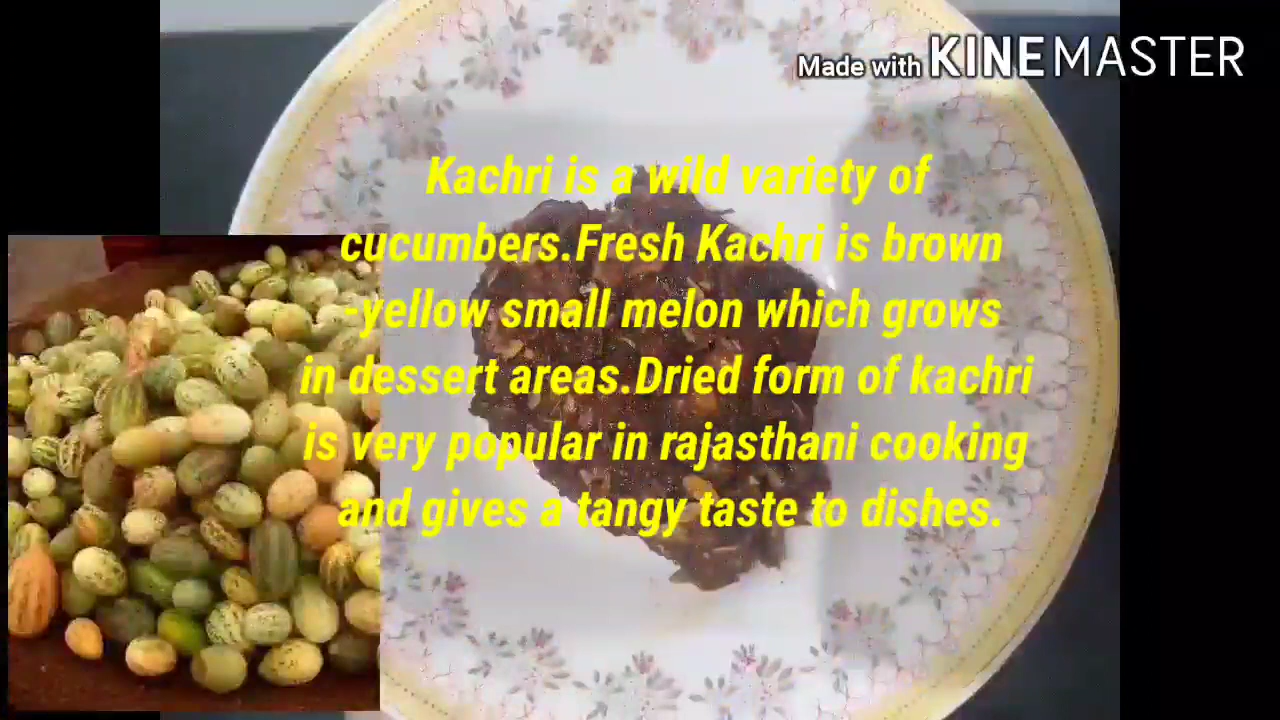 Made with KINEMASTER
Kachri is a wild variety of
cucumbers.Fresh Kachri is brown
-yellow small melon which grows
in dessert areas.Dried form of kachri
is very popular in rajasthani cooking
and gives a tangy taste to dishes.